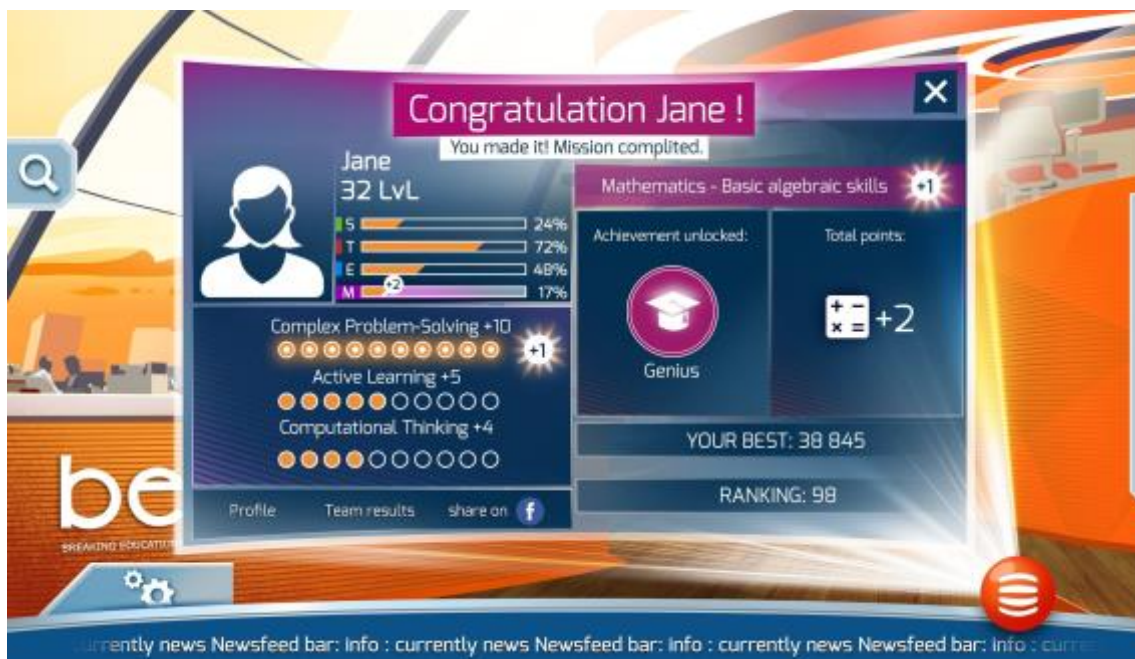 Congratulation Jane !
You made it! Mission complited.
Jane
32 LvL
S 24%
T 72%
E 48%
+2
M 17%
Complex Problem-Solving +10
+1
Active Learning +5
Computational Thinking +4
Profile Team results share on f
Mathematics - Basic algebraic skills +1
Achievement unlocked:
Genius
Total points:
+ -
× =
+2
YOUR BEST: 38 845
RANKING: 98
be
BREAKING EDUCATION
currently news Newsfeed bar: info : currently news Newsfeed bar: info : currently news Newsfeed bar: info :